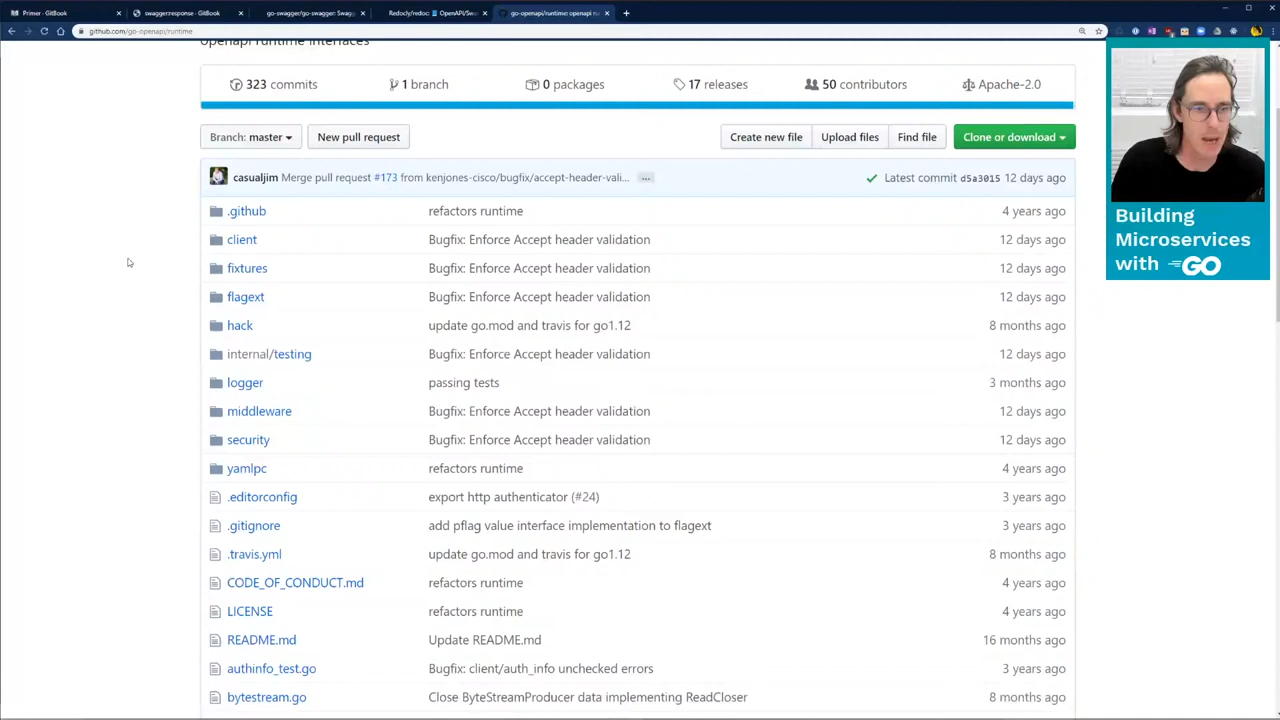 Primer - GitBook
swagger:response - GitBook
go-swagger/go-swagger: Swagg
Redocly/redoc: OpenAPI/Swa
go-openapi/runtime: openapi ru
github.com/go-openapi/runtime
openapi runtime interfaces
323 commits
1 branch
0 packages
17 releases
50 contributors
Apache-2.0
Branch: master
New pull request
Create new file
Upload files
Find file
Clone or download
casualjim Merge pull request #173 from kenjones-cisco/bugfix/accept-header-vali... ...
Latest commit d5a3015 12 days ago
.github refactors runtime 4 years ago
client Bugfix: Enforce Accept header validation 12 days ago
fixtures Bugfix: Enforce Accept header validation 12 days ago
flagext Bugfix: Enforce Accept header validation 12 days ago
hack update go.mod and travis for go1.12 8 months ago
internal/testing Bugfix: Enforce Accept header validation 12 days ago
logger passing tests 3 months ago
middleware Bugfix: Enforce Accept header validation 12 days ago
security Bugfix: Enforce Accept header validation 12 days ago
yamlpc refactors runtime 4 years ago
.editorconfig export http authenticator (#24) 3 years ago
.gitignore add pflag value interface implementation to flagext 3 years ago
.travis.yml update go.mod and travis for go1.12 8 months ago
CODE_OF_CONDUCT.md refactors runtime 4 years ago
LICENSE refactors runtime 4 years ago
README.md Update README.md 16 months ago
authinfo_test.go Bugfix: client/auth_info unchecked errors 3 years ago
bytestream.go Close ByteStreamProducer data implementing ReadCloser 8 months ago
Building
Microservices
with GO